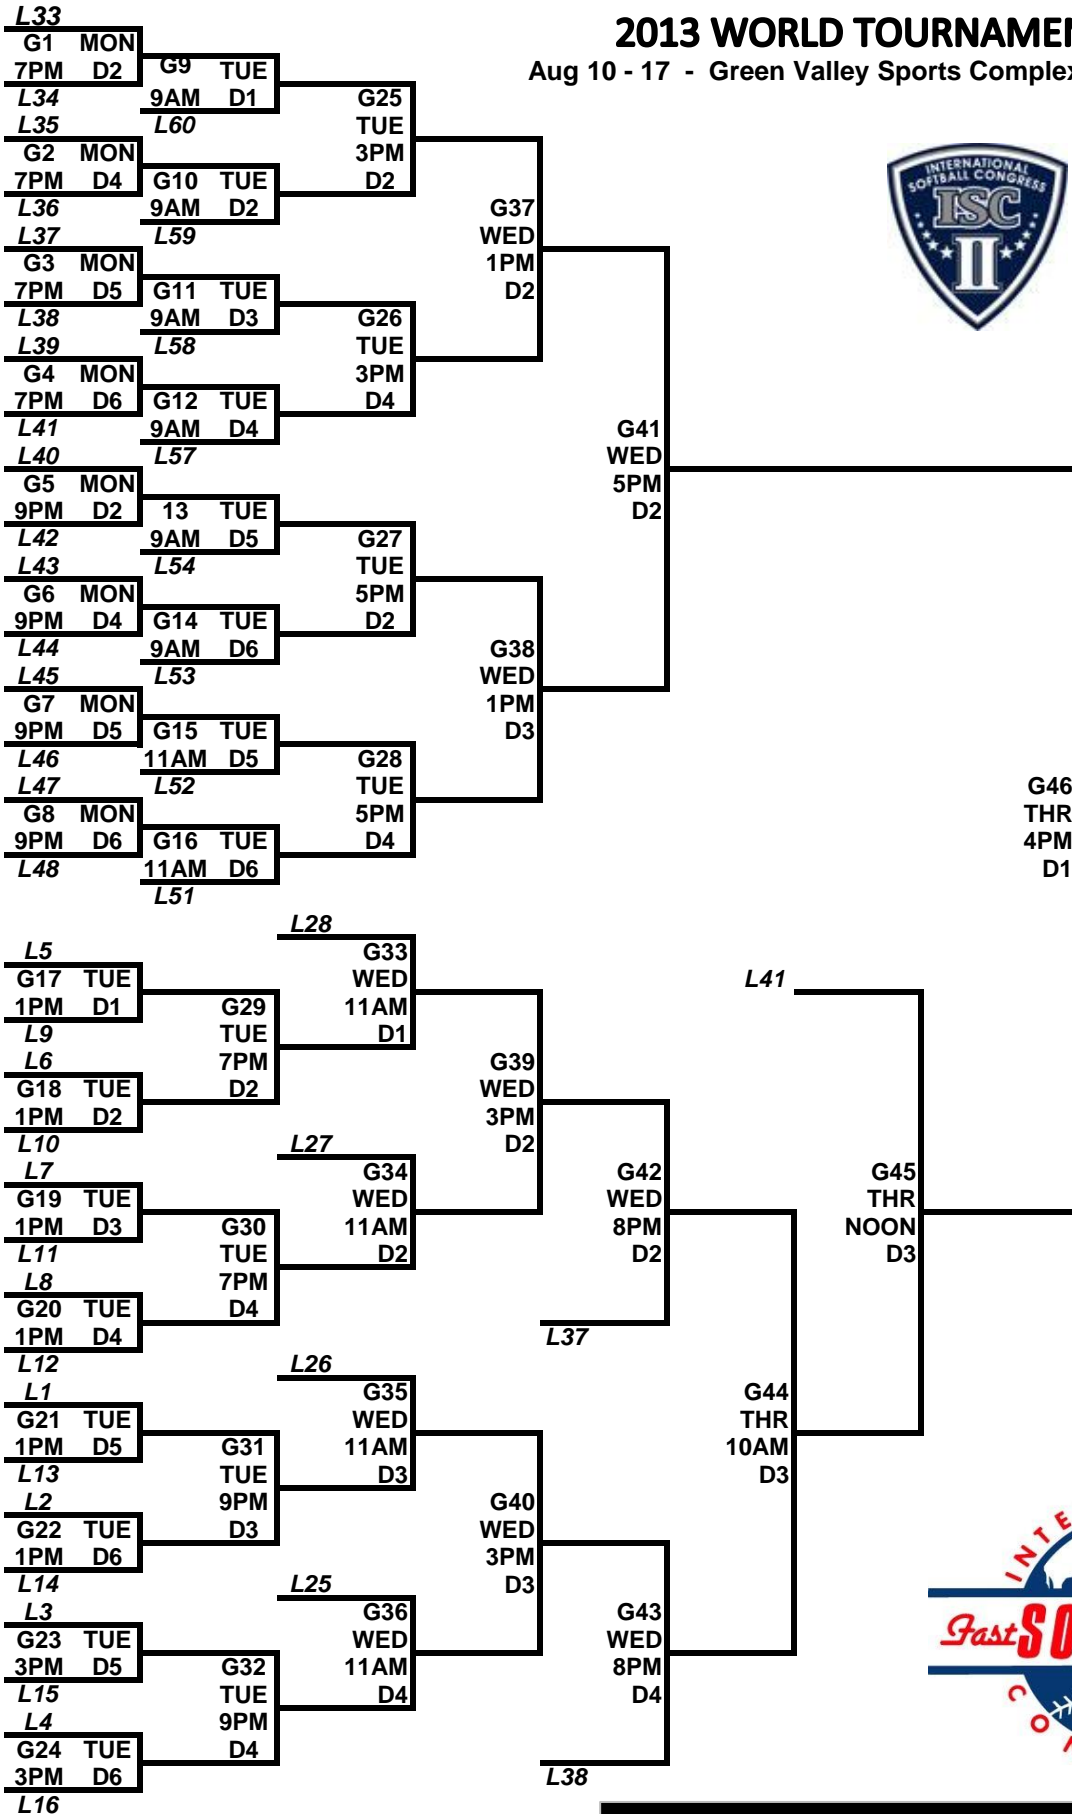 2013 WORLD TOURNAMEN
Aug 10 - 17 - Green Valley Sports Complex
INTERNATIONAL
SOFTBALL CONGRESS
ISC
II
L33
G1 MON
7PM D2
L34
L35
G2 MON
7PM D4
L36
L37
G3 MON
7PM D5
L38
L39
G4 MON
7PM D6
L41
L40
G5 MON
9PM D2
L42
L43
G6 MON
9PM D4
L44
L45
G7 MON
9PM D5
L46
L47
G8 MON
9PM D6
L48
G9 TUE
9AM D1
L60
G10 TUE
9AM D2
L59
G11 TUE
9AM D3
L58
G12 TUE
9AM D4
L57
13 TUE
9AM D5
L54
G14 TUE
9AM D6
L53
G15 TUE
11AM D5
L52
G16 TUE
11AM D6
L51
G25
TUE
3PM
D2
G26
TUE
3PM
D4
G27
TUE
5PM
D2
G28
TUE
5PM
D4
G37
WED
1PM
D2
G38
WED
1PM
D3
G41
WED
5PM
D2
G46
THR
4PM
D1
L5
G17 TUE
1PM D1
L9
L6
G18 TUE
1PM D2
L10
L7
G19 TUE
1PM D3
L11
L8
G20 TUE
1PM D4
L12
L1
G21 TUE
1PM D5
L13
L2
G22 TUE
1PM D6
L14
L3
G23 TUE
3PM D5
L15
L4
G24 TUE
3PM D6
L16
G29
TUE
7PM
D2
G30
TUE
7PM
D4
G31
TUE
9PM
D3
G32
TUE
9PM
D4
L28
G33
WED
11AM
D1
L27
G34
WED
11AM
D2
L26
G35
WED
11AM
D3
L25
G36
WED
11AM
D4
G39
WED
3PM
D2
G40
WED
3PM
D3
G42
WED
8PM
D2
L37
G43
WED
8PM
D4
L38
G44
THR
10AM
D3
L41
G45
THR
NOON
D3
INTE
Fast SO
CO